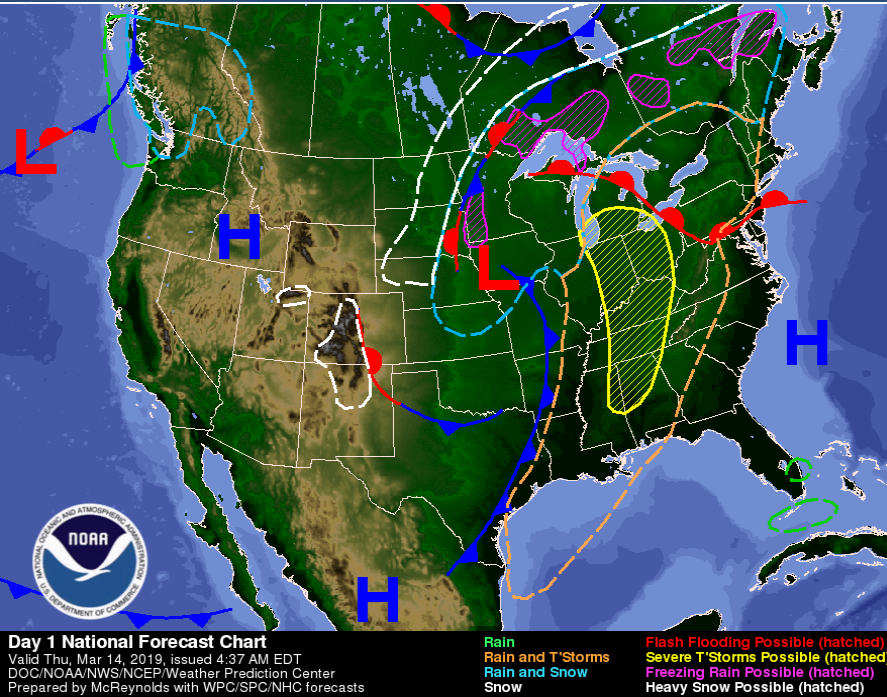 L
H
L
H
H
NATIONAL OCEANIC AND ATMOSPHERIC ADMINISTRATION
NOAA
U.S. DEPARTMENT OF COMMERCE
Day 1 National Forecast Chart
Valid Thu, Mar 14, 2019, issued 4:37 AM EDT
DOC/NOAA/NWS/NCEP/Weather Prediction Center
Prepared by McReynolds with WPC/SPC/NHC forecasts
Rain
Rain and T'Storms
Rain and Snow
Snow
Flash Flooding Possible (hatched)
Severe T'Storms Possible (hatched)
Freezing Rain Possible (hatched)
Heavy Snow Possible (hatched)